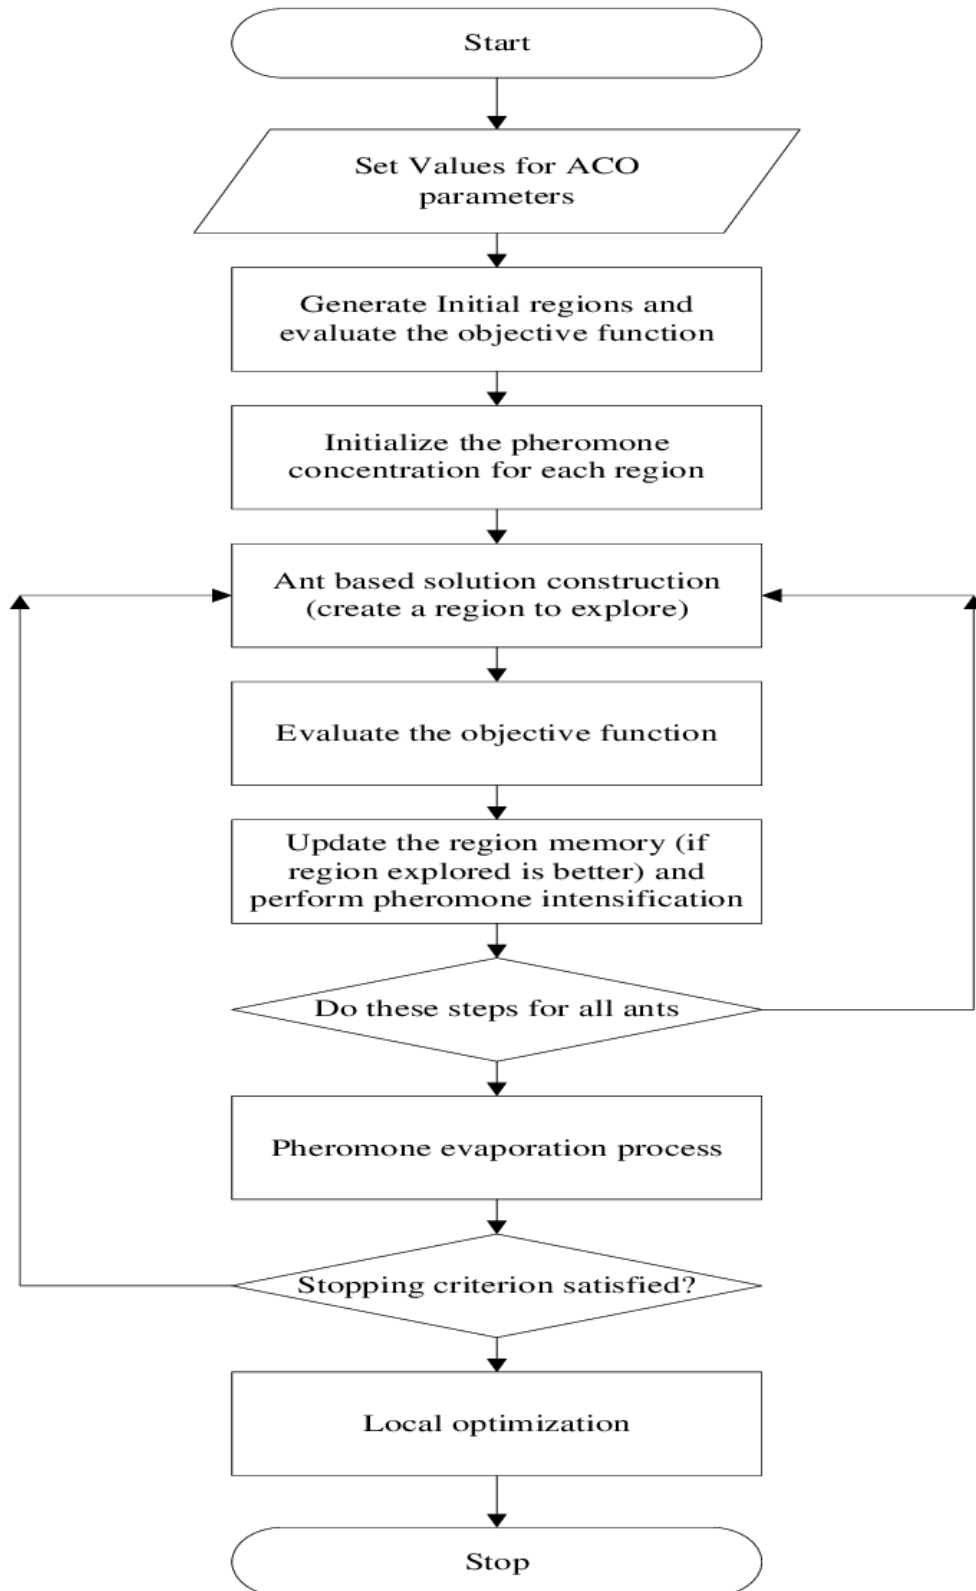 Start
Set Values for ACO
parameters
Generate Initial regions and
evaluate the objective function
Initialize the pheromone
concentration for each region
Ant based solution construction
(create a region to explore)
Evaluate the objective function
Update the region memory (if
region explored is better) and
perform pheromone intensification
Do these steps for all ants
Pheromone evaporation process
Stopping criterion satisfied?
Local optimization
Stop